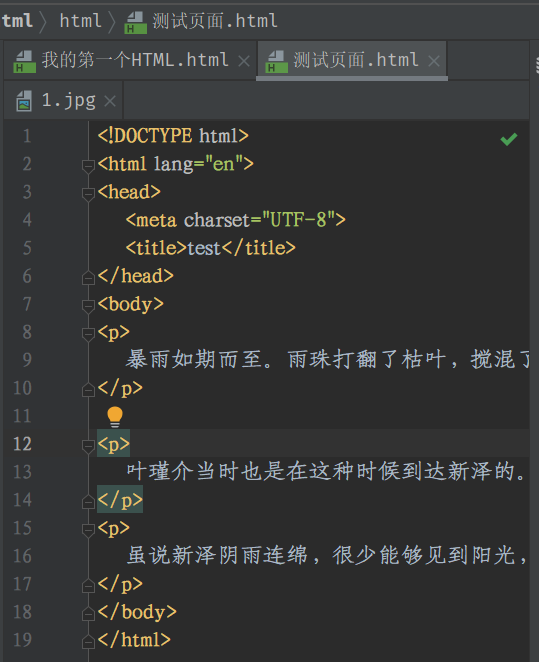 tml 〉 html 〉 测试页面.html
我的第一个HTML.html 测试页面.html
1.jpg
1 <!DOCTYPE html>
2 <html lang="en">
3 <head>
4 <meta charset="UTF-8">
5 <title>test</title>
6 </head>
7 <body>
8 <p>
9 暴雨如期而至。雨珠打翻了枯叶，搅混了
10 </p>
11
12 <p>
13 叶瑾介当时也是在这种时候到达新泽的。
14 </p>
15 <p>
16 虽说新泽阴雨连绵，很少能够见到阳光，
17 </p>
18 </body>
19 </html>